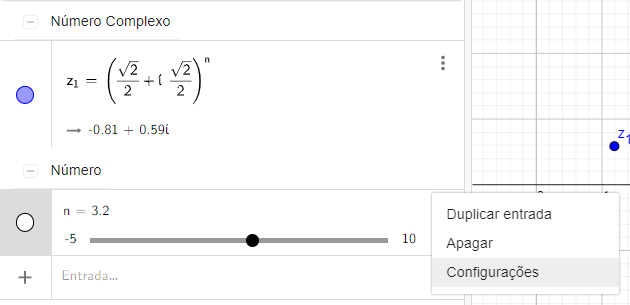 Número Complexo
z₁ = (√2/2 + i √2/2)ⁿ
→ -0.81 + 0.59i
z₁
Número
n = 3.2
-5 10
Duplicar entrada
Apagar
Configurações
+ Entrada...